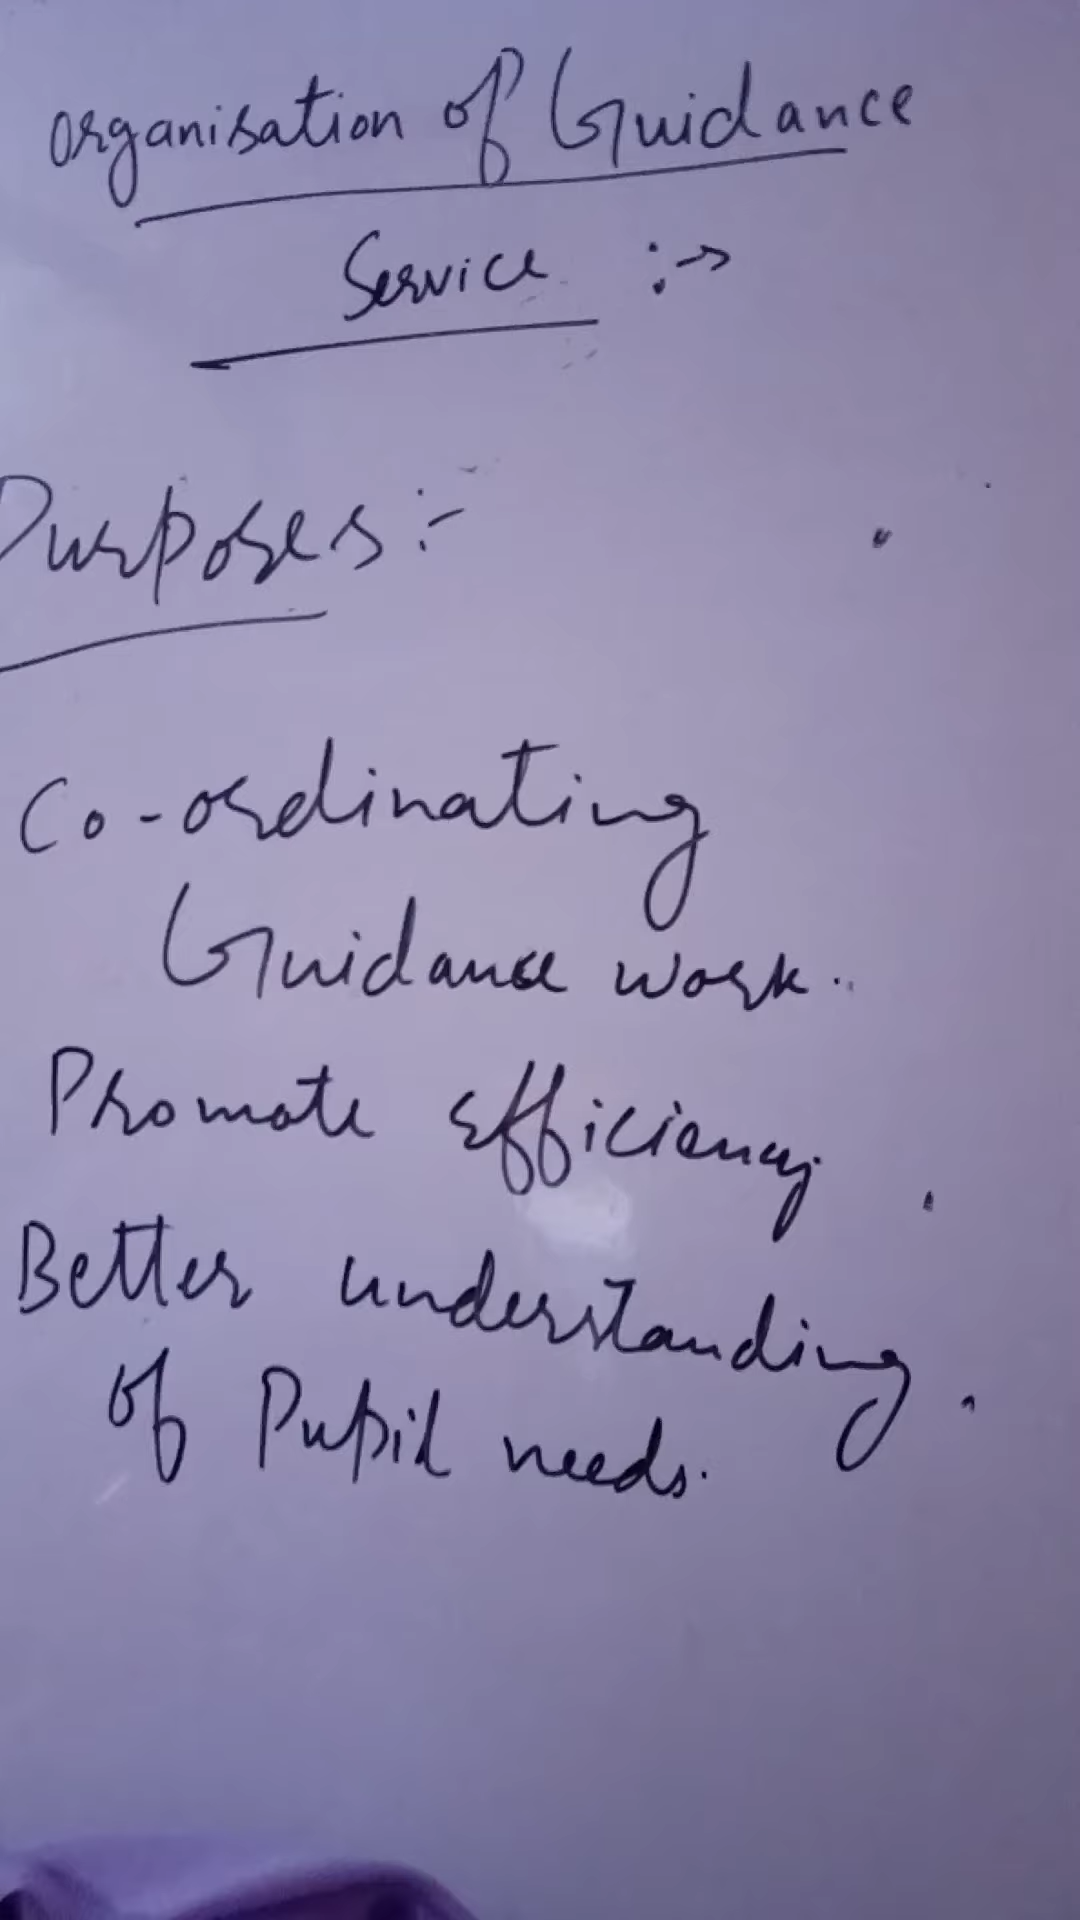 organisation of Guidance
Service :->
Purposes :-
Co-ordinating
Guidance work.
Promote efficiency.
Better understanding
of Pupil needs.